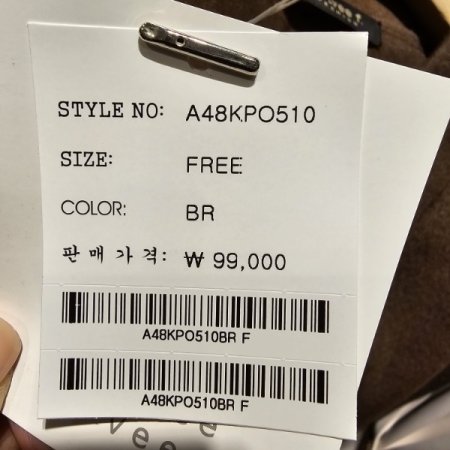 STYLE NO: A48KPO510
SIZE: FREE
COLOR: BR
판매가격: ₩ 99,000
A48KPO510BR F
A48KPO510BR F